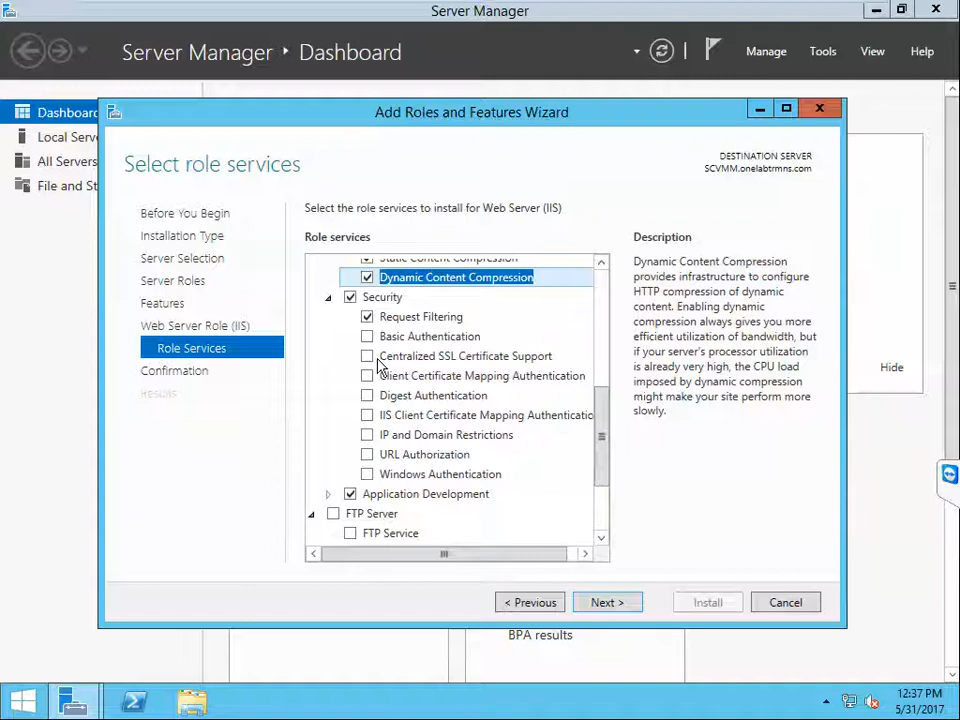 Server Manager
Server Manager
Dashboard
Manage
Tools
View
Help
Dashboard
Local Serve
All Servers
File and St
Add Roles and Features Wizard
Select role services
DESTINATION SERVER
SCVMM.onelabtrmns.com
Before You Begin
Installation Type
Server Selection
Server Roles
Features
Web Server Role (IIS)
Role Services
Confirmation
Results
Select the role services to install for Web Server (IIS)
Role services
Static Content Compression
Dynamic Content Compression
Security
Request Filtering
Basic Authentication
Centralized SSL Certificate Support
Client Certificate Mapping Authentication
Digest Authentication
IIS Client Certificate Mapping Authenticatio
IP and Domain Restrictions
URL Authorization
Windows Authentication
Application Development
FTP Server
FTP Service
Description
Dynamic Content Compression
provides infrastructure to configure
HTTP compression of dynamic
content. Enabling dynamic
compression always gives you more
efficient utilization of bandwidth, but
if your server's processor utilization
is already very high, the CPU load
imposed by dynamic compression
might make your site perform more
slowly.
Hide
< Previous
Next >
Install
Cancel
BPA results
12:37 PM
5/31/2017